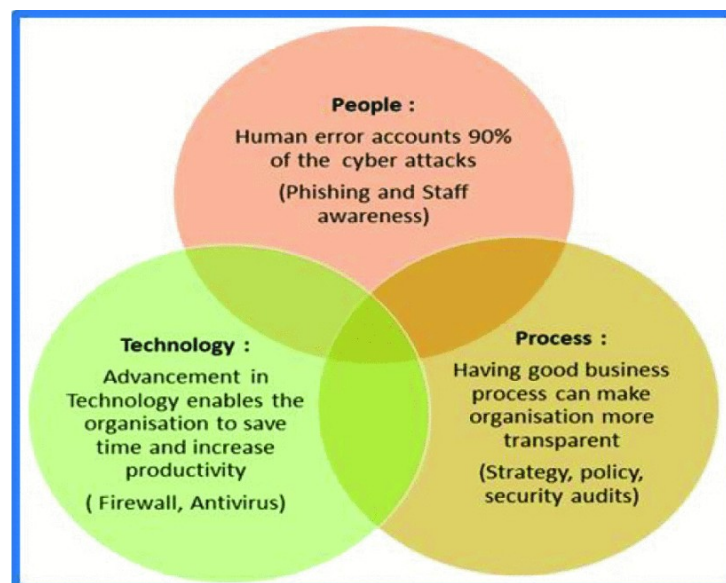 People :
Human error accounts 90%
of the cyber attacks
(Phishing and Staff
awareness)
Technology :
Advancement in
Technology enables the
organisation to save
time and increase
productivity
( Firewall, Antivirus)
Process :
Having good business
process can make
organisation more
transparent
(Strategy, policy,
security audits)